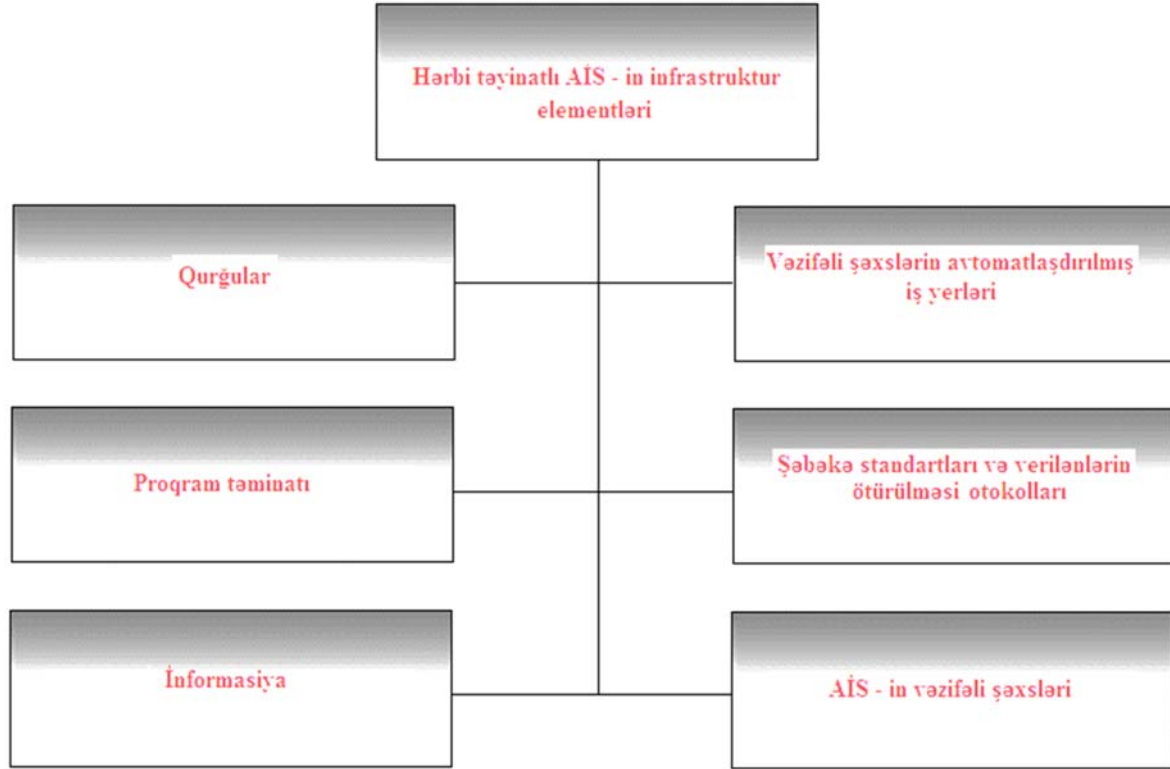 Hərbi təyinatlı AİS - in infrastruktur
elementləri
Qurğular
Vəzifəli şəxslərin avtomatlaşdırılmış
iş yerləri
Proqram təminatı
Şəbəkə standartları və verilənlərin
ötürülməsi otokolları
İnformasiya
AİS - in vəzifəli şəxsləri